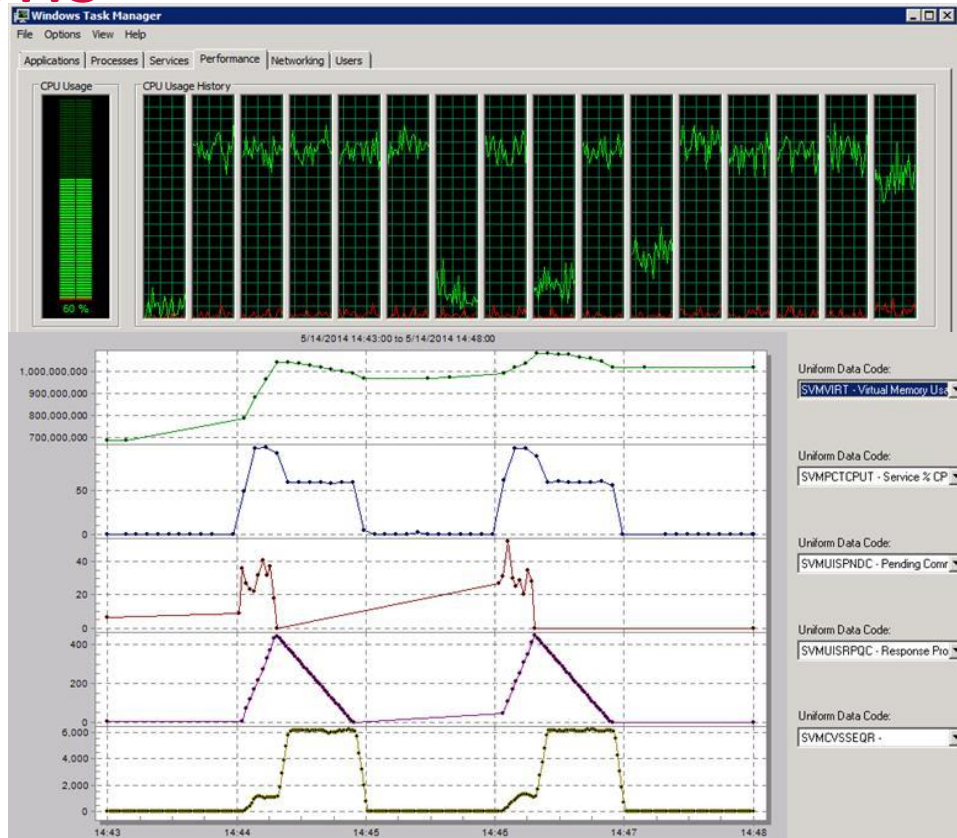 Windows Task Manager
File Options View Help
Applications Processes Services Performance Networking Users
CPU Usage CPU Usage History
60 %
5/14/2014 14:43:00 to 5/14/2014 14:48:00
1,000,000,000
900,000,000
800,000,000
700,000,000
50
0
40
20
0
400
200
0
6,000
4,000
2,000
0
14:43 14:44 14:45 14:46 14:47 14:48
Uniform Data Code:
SVMVIRT - Virtual Memory Usa
Uniform Data Code:
SVMPCTCPUT - Service % CP
Uniform Data Code:
SVMUISPNDC - Pending Comr
Uniform Data Code:
SVMUISRPQC - Response Pro
Uniform Data Code:
SVMCVSSEQR -